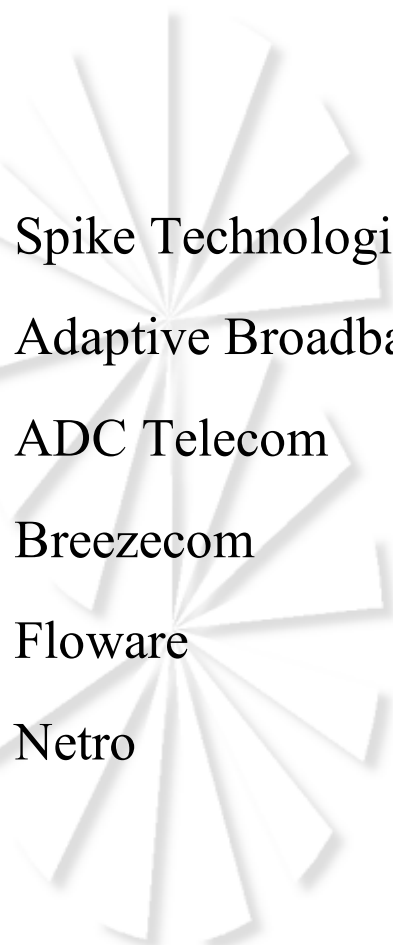 Spike Technologi
Adaptive Broadba
ADC Telecom
Breezecom
Floware
Netro